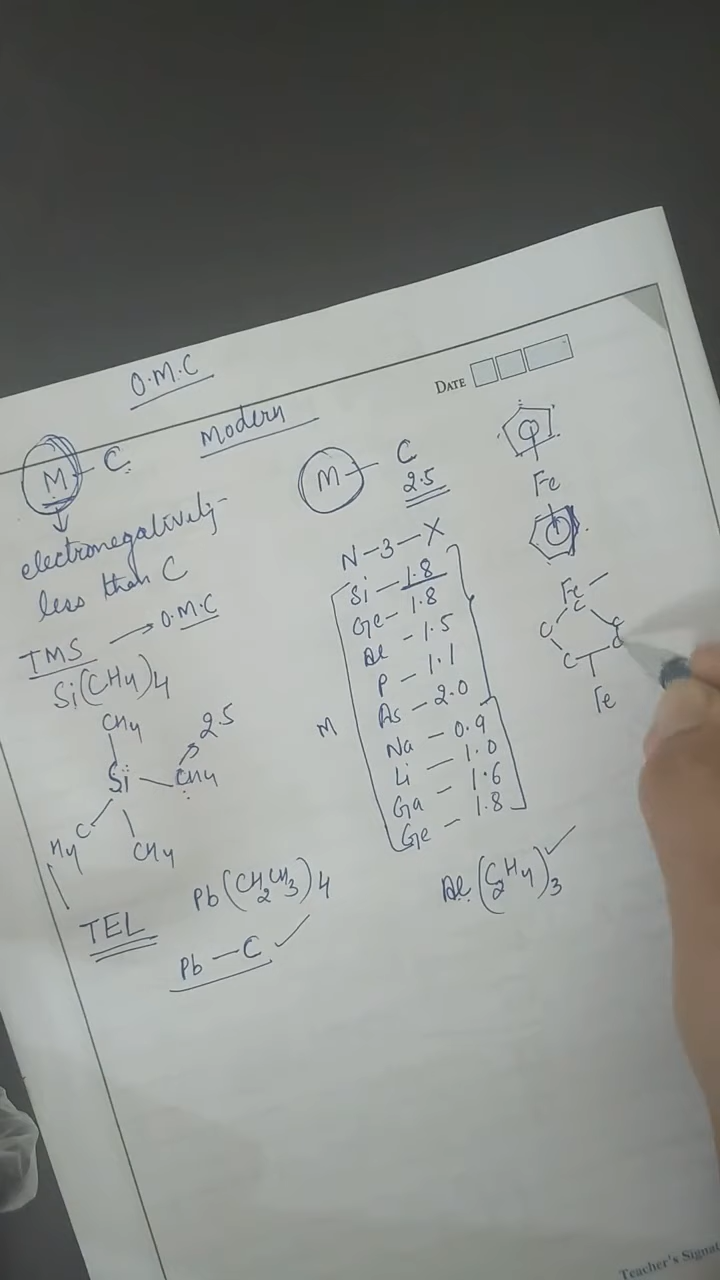 O.M.C
DATE
Modern
M - C
electronegatively
less than C
TMS → O.M.C
Si(CH4)4
CH4
Si - CH4
2.5
H4C
CH4
TEL
Pb(CH2CH3)4
Pb - C ✓
M - C
2.5
N - 3 - X
Si - 1.8
Ge - 1.8
Al - 1.5
P - 1.1
As - 2.0
Na - 0.9
Li - 1.0
Ga - 1.6
Ge - 1.8
M
Al(C2H4)3 ✓
Fe
Fe -
C
C
C
C
C
Fe
Teacher's Signat